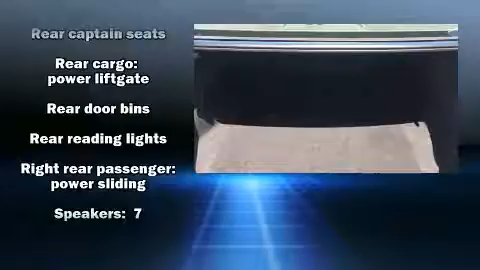 Rear captain seats
Rear cargo:
power liftgate
Rear door bins
Rear reading lights
Right rear passenger:
power sliding
Speakers: 7